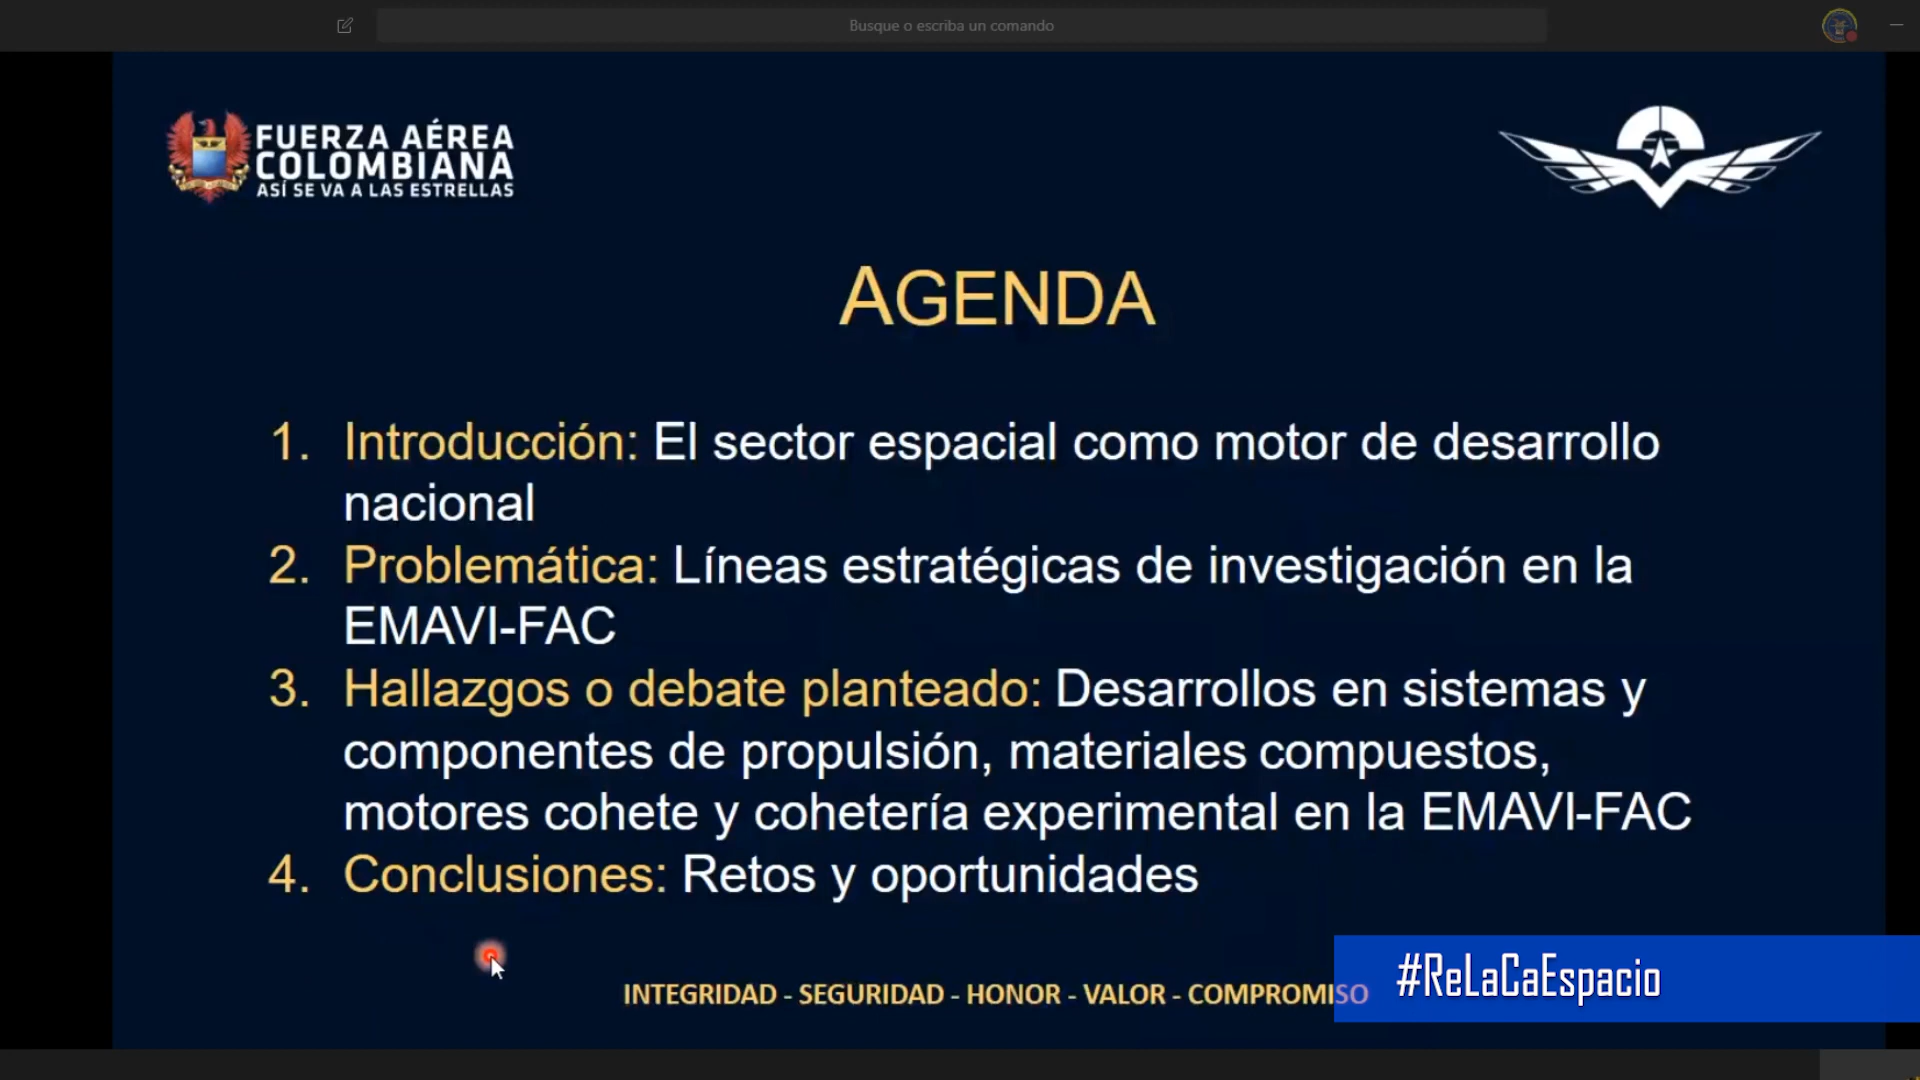 Busque o escriba un comando
FUERZA AÉREA
COLOMBIANA
ASÍ SE VA A LAS ESTRELLAS
AGENDA
1. Introducción: El sector espacial como motor de desarrollo
nacional
2. Problemática: Líneas estratégicas de investigación en la
EMAVI-FAC
3. Hallazgos o debate planteado: Desarrollos en sistemas y
componentes de propulsión, materiales compuestos,
motores cohete y cohetería experimental en la EMAVI-FAC
4. Conclusiones: Retos y oportunidades
INTEGRIDAD - SEGURIDAD - HONOR - VALOR - COMPROMISO
#ReLaCaEspacio